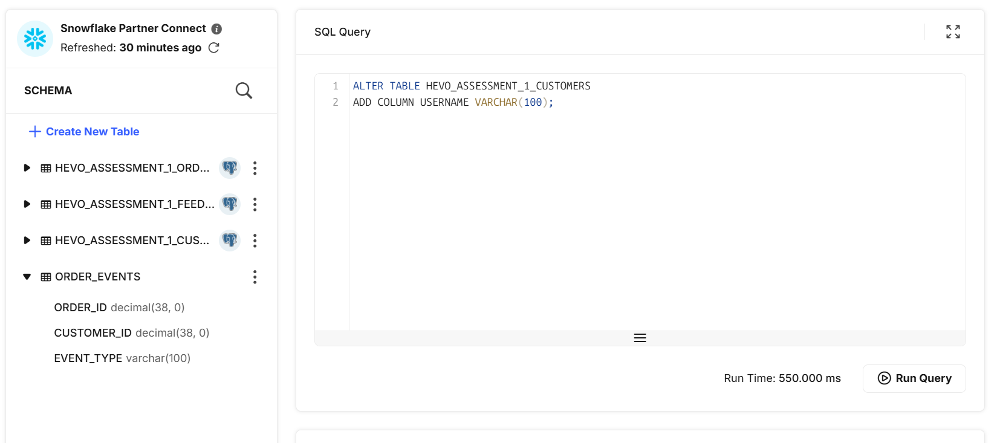 Snowflake Partner Connect
Refreshed: 30 minutes ago
SCHEMA
Create New Table
HEVO_ASSESSMENT_1_ORD...
HEVO_ASSESSMENT_1_FEED...
HEVO_ASSESSMENT_1_CUS...
ORDER_EVENTS
ORDER_ID decimal(38, 0)
CUSTOMER_ID decimal(38, 0)
EVENT_TYPE varchar(100)
SQL Query
1 ALTER TABLE HEVO_ASSESSMENT_1_CUSTOMERS
2 ADD COLUMN USERNAME VARCHAR(100);
Run Time: 550.000 ms
Run Query